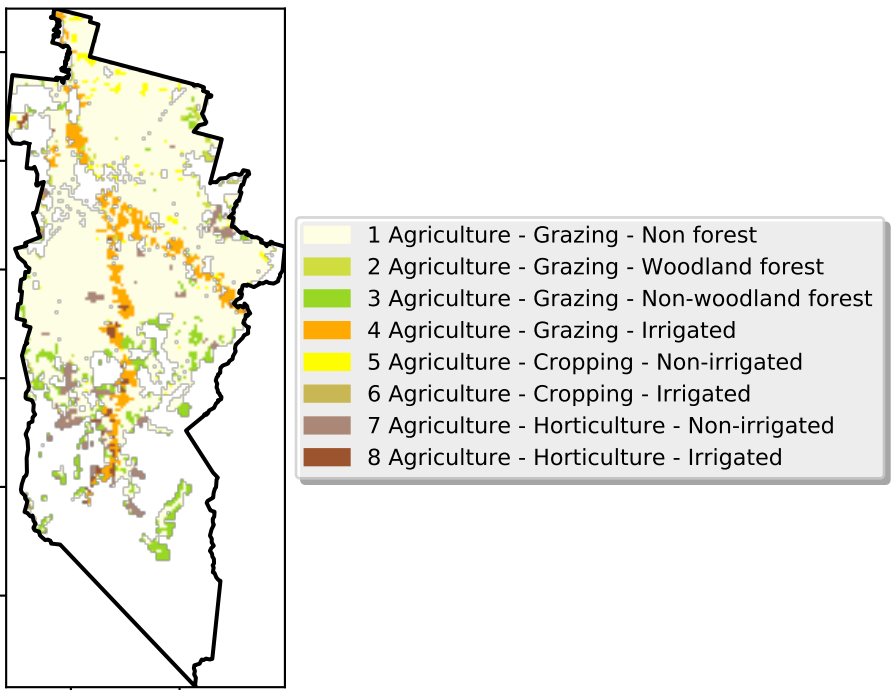 1 Agriculture - Grazing - Non forest
2 Agriculture - Grazing - Woodland forest
3 Agriculture - Grazing - Non-woodland forest
4 Agriculture - Grazing - Irrigated
5 Agriculture - Cropping - Non-irrigated
6 Agriculture - Cropping - Irrigated
7 Agriculture - Horticulture - Non-irrigated
8 Agriculture - Horticulture - Irrigated